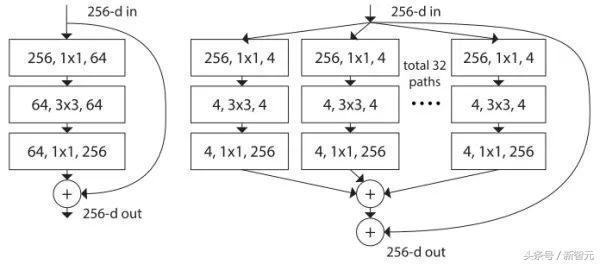 256-d in
256, 1x1, 64
64, 3x3, 64
64, 1x1, 256
+
256-d out
256-d in
256, 1x1, 4
256, 1x1, 4
256, 1x1, 4
total 32
paths
4, 3x3, 4
4, 3x3, 4
....
4, 3x3, 4
4, 1x1, 256
4, 1x1, 256
4, 1x1, 256
+
+
256-d out
头条号 / 新智元